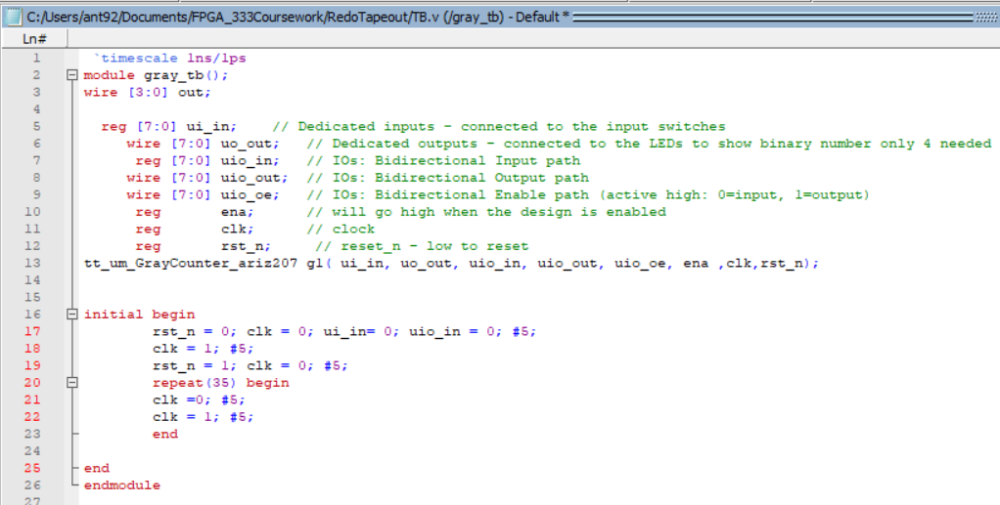 C:/Users/ant92/Documents/FPGA_333Coursework/RedoTapeout/TB.v (/gray_tb) - Default *
Ln#
1 `timescale 1ns/1ps
2 module gray_tb();
3 wire [3:0] out;
4
5 reg [7:0] ui_in; // Dedicated inputs - connected to the input switches
6 wire [7:0] uo_out; // Dedicated outputs - connected to the LEDs to show binary number only 4 needed
7 reg [7:0] uio_in; // IOs: Bidirectional Input path
8 wire [7:0] uio_out; // IOs: Bidirectional Output path
9 wire [7:0] uio_oe; // IOs: Bidirectional Enable path (active high: 0=input, 1=output)
10 reg ena; // will go high when the design is enabled
11 reg clk; // clock
12 reg rst_n; // reset_n - low to reset
13 tt_um_GrayCounter_ariz207 g1( ui_in, uo_out, uio_in, uio_out, uio_oe, ena ,clk,rst_n);
14
15
16 initial begin
17 rst_n = 0; clk = 0; ui_in= 0; uio_in = 0; #5;
18 clk = 1; #5;
19 rst_n = 1; clk = 0; #5;
20 repeat(35) begin
21 clk =0; #5;
22 clk = 1; #5;
23 end
24
25 end
26 endmodule
27